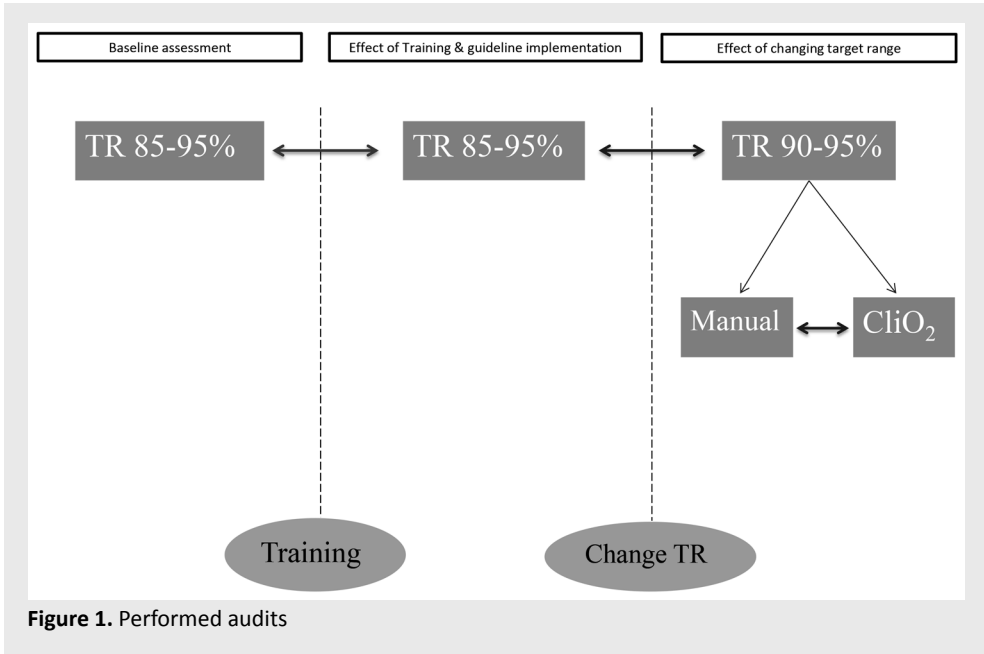 Baseline assessment
Effect of Training & guideline implementation
Effect of changing target range
TR 85-95%
TR 85-95%
TR 90-95%
Manual
CliO₂
Training
Change TR
Figure 1. Performed audits